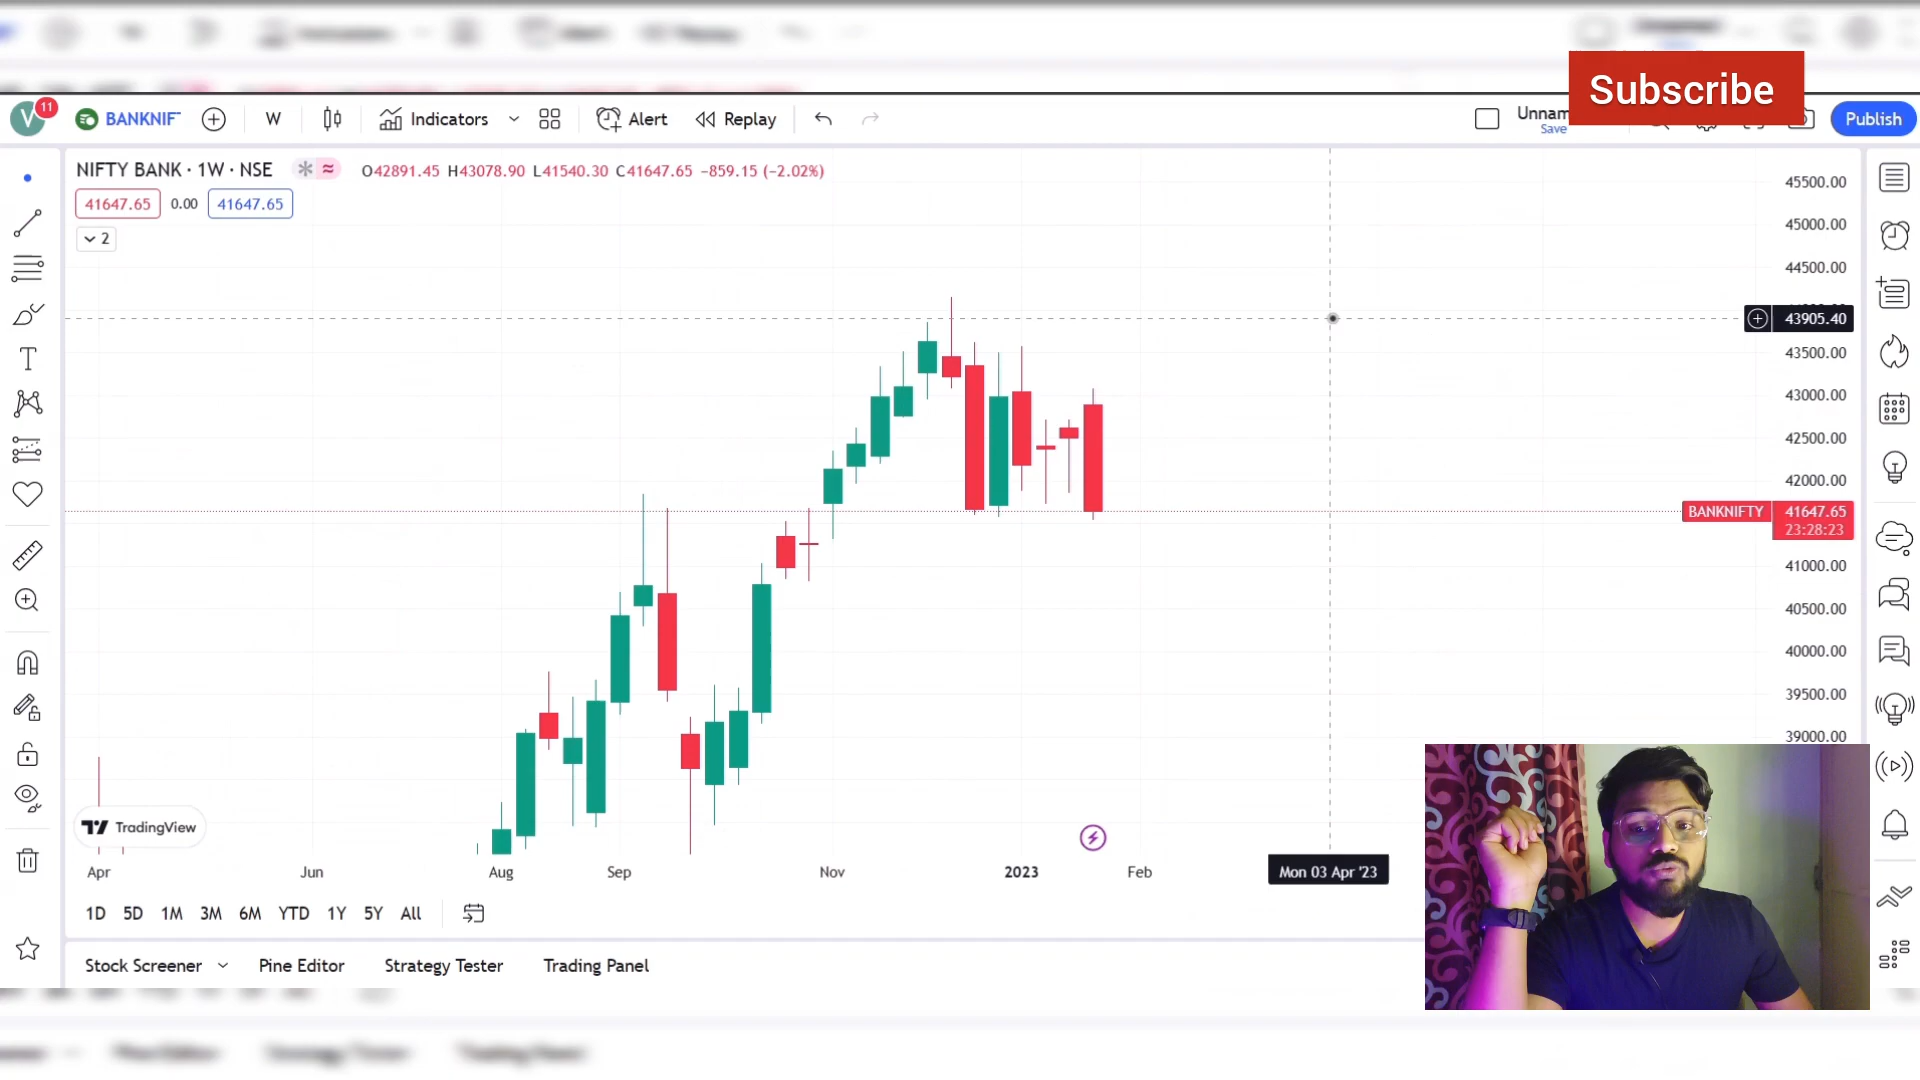 Subscribe
V 11 BANKNIF W Indicators Alert Replay Unnam Save Publish
NIFTY BANK · 1W · NSE O42891.45 H43078.90 L41540.30 C41647.65 −859.15 (−2.02%)
41647.65 0.00 41647.65
2
45500.00
45000.00
44500.00
43905.40
43500.00
43000.00
42500.00
42000.00
BANKNIFTY 41647.65
23:28:23
41000.00
40500.00
40000.00
39500.00
39000.00
TradingView
Apr Jun Aug Sep Nov 2023 Feb Mon 03 Apr '23
1D 5D 1M 3M 6M YTD 1Y 5Y All
Stock Screener Pine Editor Strategy Tester Trading Panel